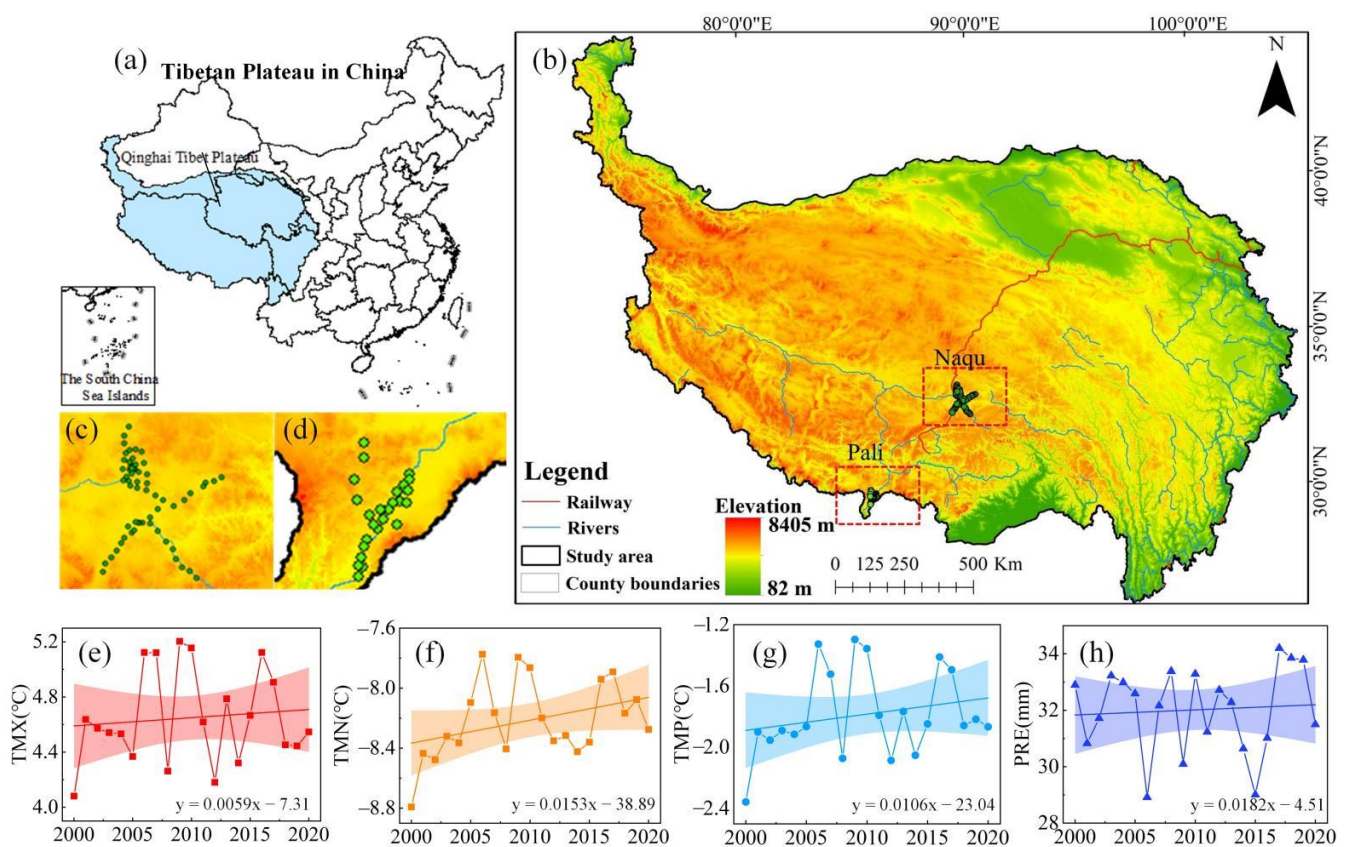 (a)
Tibetan Plateau in China
Qinghai Tibet Plateau
The South China
Sea Islands
(b)
80°0'0"E
90°0'0"E
100°0'0"E
N
40°0'0"N
35°0'0"N
30°0'0"N
Naqu
Pali
Legend
Railway
Rivers
Study area
County boundaries
Elevation
8405 m
82 m
0 125 250 500 Km
(c)
(d)
(e)
TMX(℃)
5.2
4.8
4.4
4.0
y = 0.0059x − 7.31
2000 2005 2010 2015 2020
(f)
TMN(℃)
−7.6
−8.0
−8.4
−8.8
y = 0.0153x − 38.89
2000 2005 2010 2015 2020
(g)
TMP(℃)
−1.2
−1.6
−2.0
−2.4
y = 0.0106x − 23.04
2000 2005 2010 2015 2020
(h)
PRE(mm)
34
32
30
28
y = 0.0182x − 4.51
2000 2005 2010 2015 2020